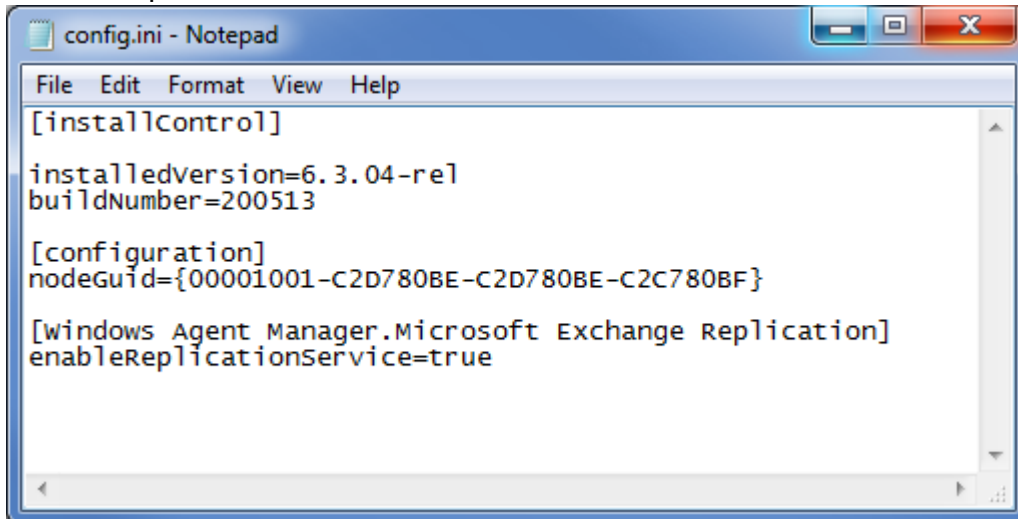 config.ini - Notepad
File Edit Format View Help
[installControl]
installedVersion=6.3.04-rel
buildNumber=200513
[configuration]
nodeGuid={00001001-C2D780BE-C2D780BE-C2C780BF}
[Windows Agent Manager.Microsoft Exchange Replication]
enableReplicationService=true